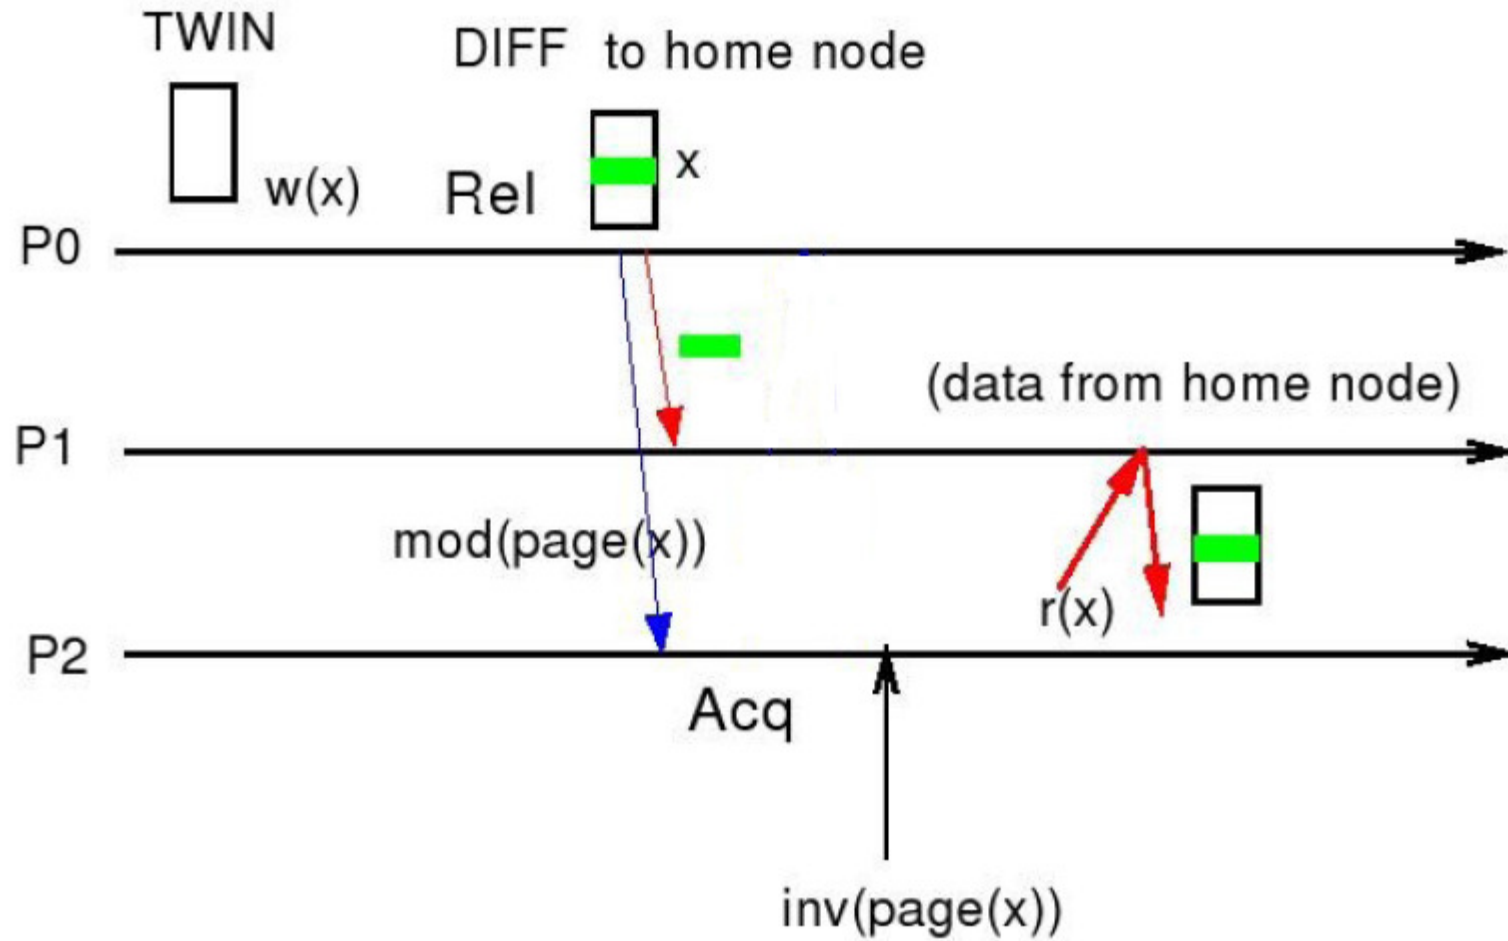 TWIN
DIFF to home node
w(x)
Rel
x
P0
(data from home node)
P1
mod(page(x))
r(x)
P2
Acq
inv(page(x))